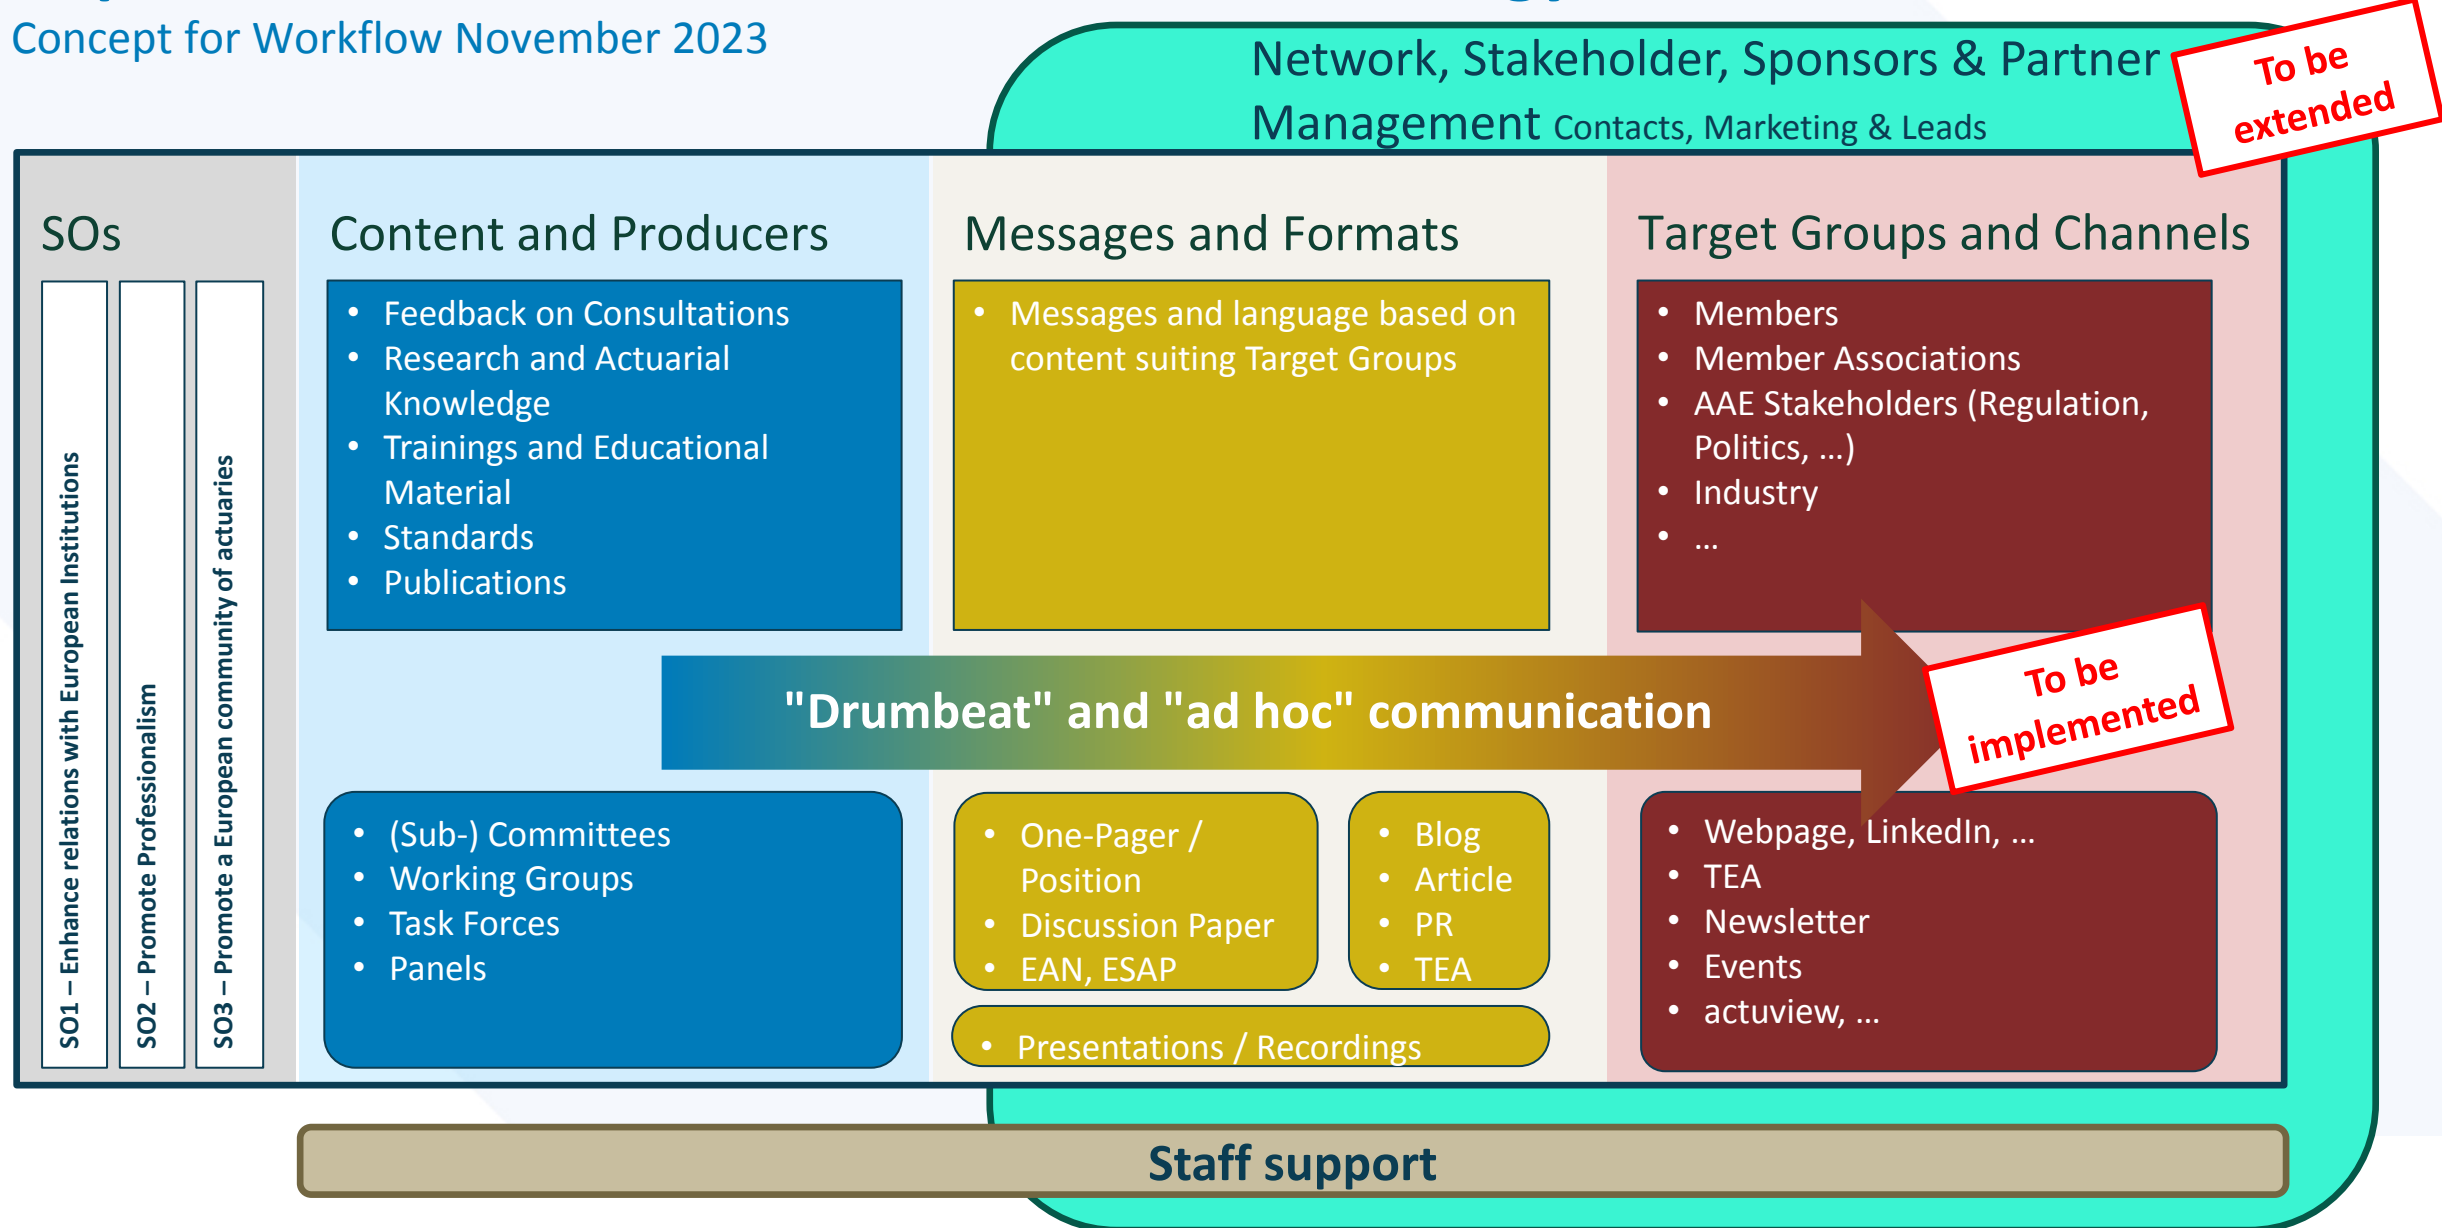 Concept for Workflow November 2023
Network, Stakeholder, Sponsors & Partner
Management Contacts, Marketing & Leads
To be
extended
SOs
SO1 – Enhance relations with European Institutions
SO2 – Promote Professionalism
SO3 – Promote a European community of actuaries
Content and Producers
• Feedback on Consultations
• Research and Actuarial
Knowledge
• Trainings and Educational
Material
• Standards
• Publications
Messages and Formats
• Messages and language based on
content suiting Target Groups
Target Groups and Channels
• Members
• Member Associations
• AAE Stakeholders (Regulation,
Politics, …)
• Industry
• …
"Drumbeat" and "ad hoc" communication
To be
implemented
• (Sub-) Committees
• Working Groups
• Task Forces
• Panels
• One-Pager /
Position
• Discussion Paper
• EAN, ESAP
• Blog
• Article
• PR
• TEA
• Presentations / Recordings
• Webpage, LinkedIn, …
• TEA
• Newsletter
• Events
• actuview, …
Staff support